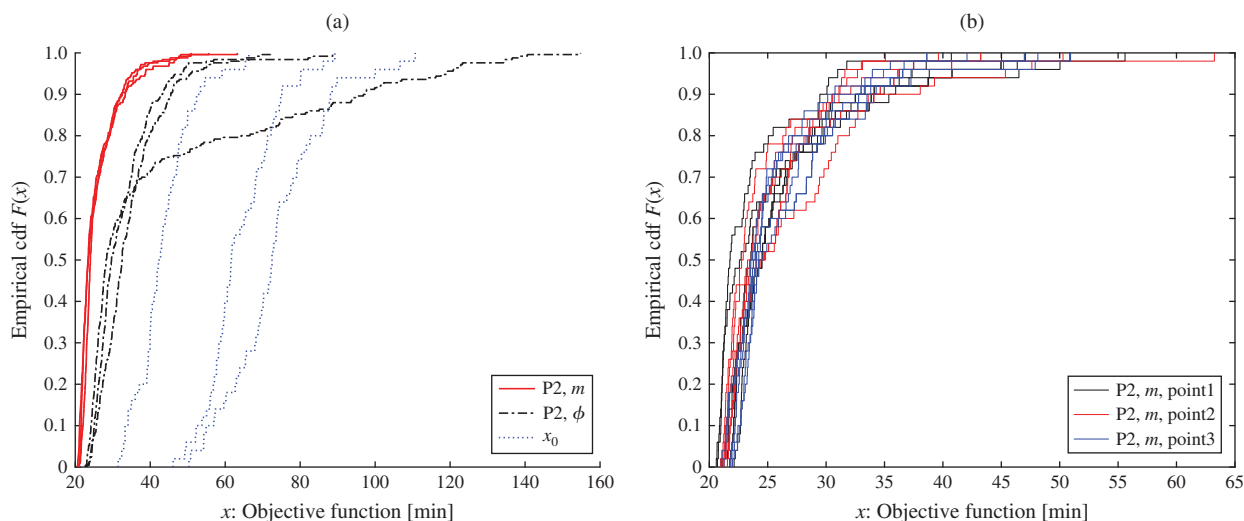 (a)
1.0
0.9
0.8
0.7
0.6
0.5
0.4
0.3
0.2
0.1
0
Empirical cdf F(x)
20 40 60 80 100 120 140 160
x: Objective function [min]
P2, m
P2, ϕ
x₀
(b)
1.0
0.9
0.8
0.7
0.6
0.5
0.4
0.3
0.2
0.1
0
Empirical cdf F(x)
20 25 30 35 40 45 50 55 60 65
x: Objective function [min]
P2, m, point1
P2, m, point2
P2, m, point3